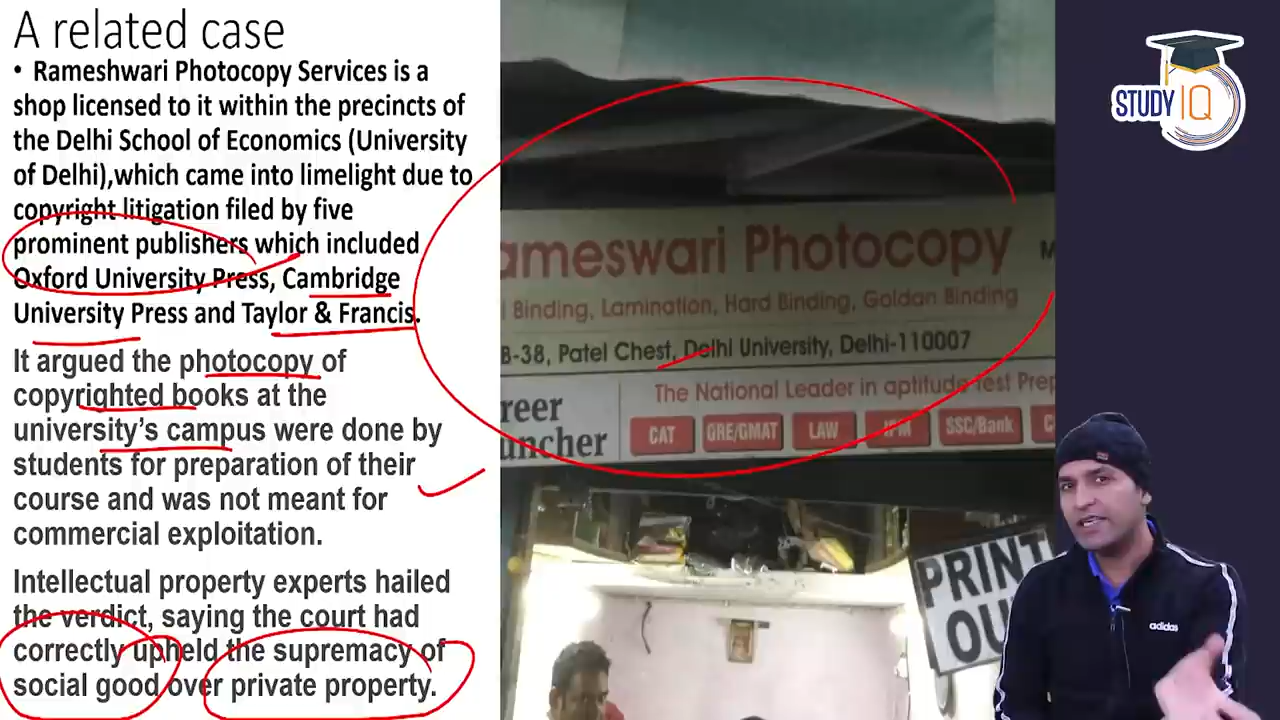 A related case
• Rameshwari Photocopy Services is a
shop licensed to it within the precincts of
the Delhi School of Economics (University
of Delhi),which came into limelight due to
copyright litigation filed by five
prominent publishers which included
Oxford University Press, Cambridge
University Press and Taylor & Francis.
It argued the photocopy of
copyrighted books at the
university's campus were done by
students for preparation of their
course and was not meant for
commercial exploitation.
Intellectual property experts hailed
the verdict, saying the court had
correctly upheld the supremacy of
social good over private property.
ameswari Photocopy M
l Binding, Lamination, Hard Binding, Goldan Binding
B-38, Patel Chest, Delhi University, Delhi-110007
The National Leader in aptitude Test Prep
reer
uncher
CAT GRE/GMAT LAW IPM SSC/Bank C
PRINT
OU
STUDY IQ
adidas